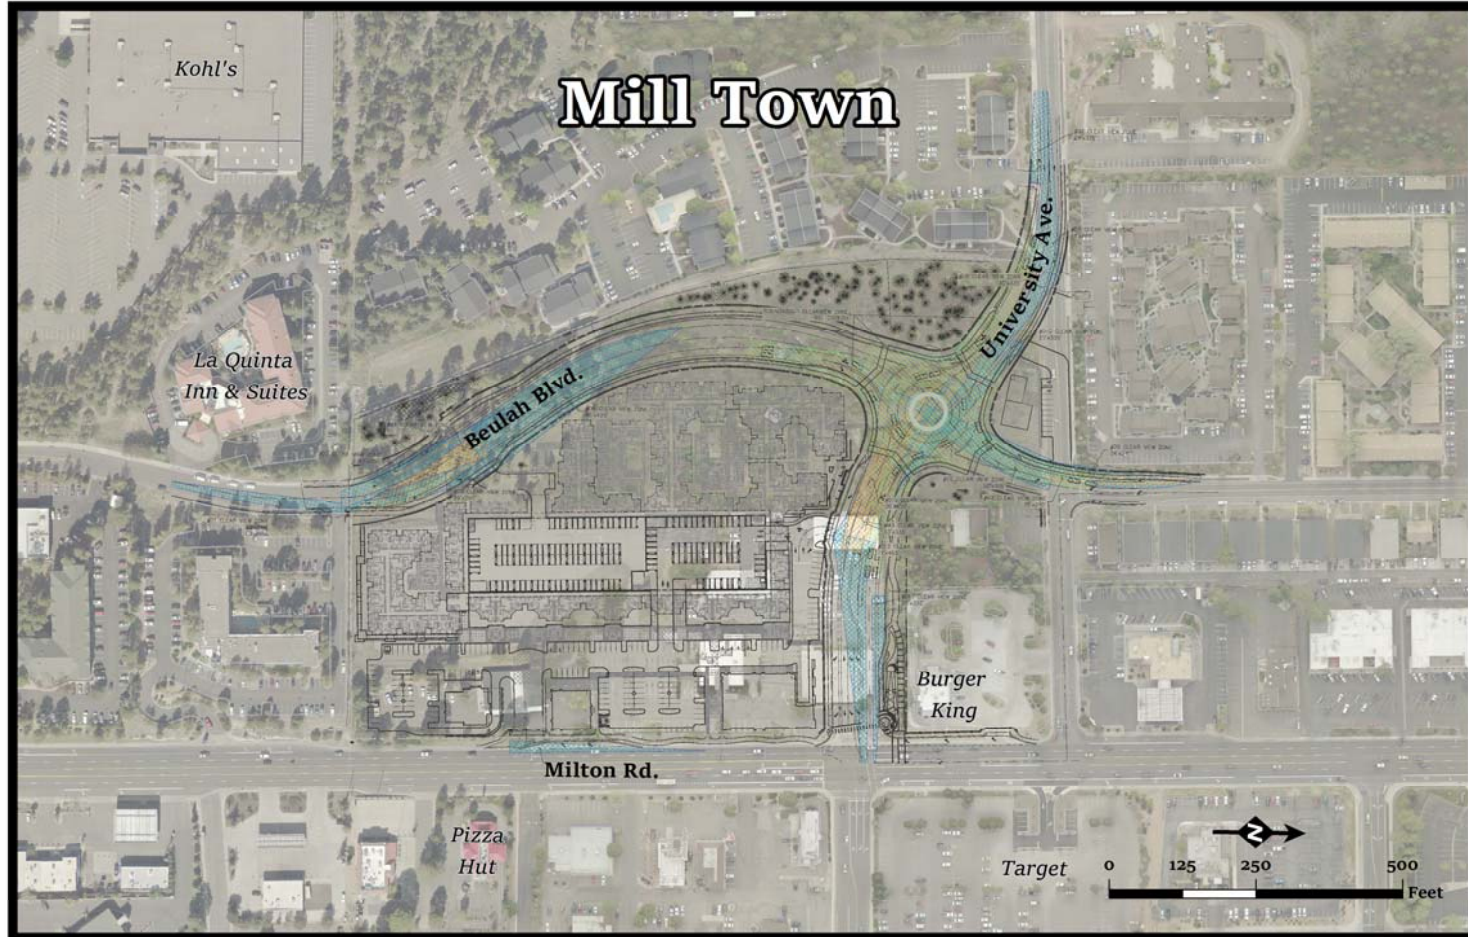 Kohl's
Mill Town
University Ave.
La Quinta
Inn & Suites
Beulah Blvd.
Burger
King
Milton Rd.
Pizza
Hut
Target
N
0 125 250 500
Feet